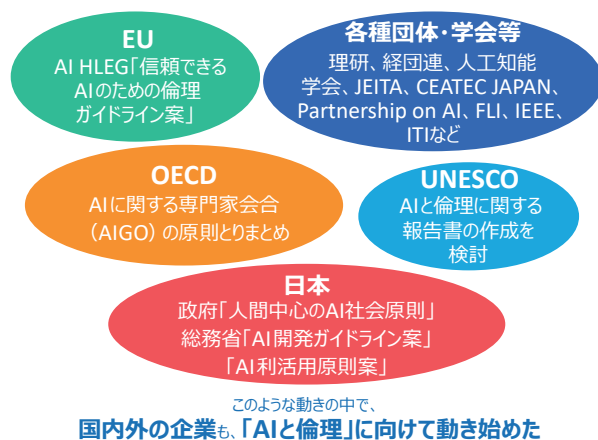 EU
AI HLEG「信頼できる
AIのための倫理
ガイドライン案」
各種団体・学会等
理研、経団連、人工知能
学会、JEITA、CEATEC JAPAN、
Partnership on AI、FLI、IEEE、
ITIなど
OECD
AIに関する専門家会合
（AIGO）の原則とりまとめ
UNESCO
AIと倫理に関する
報告書の作成を
検討
日本
政府「人間中心のAI社会原則」
総務省「AI開発ガイドライン案」
「AI利活用原則案」
このような動きの中で、
国内外の企業も、「AIと倫理」に向けて動き始めた